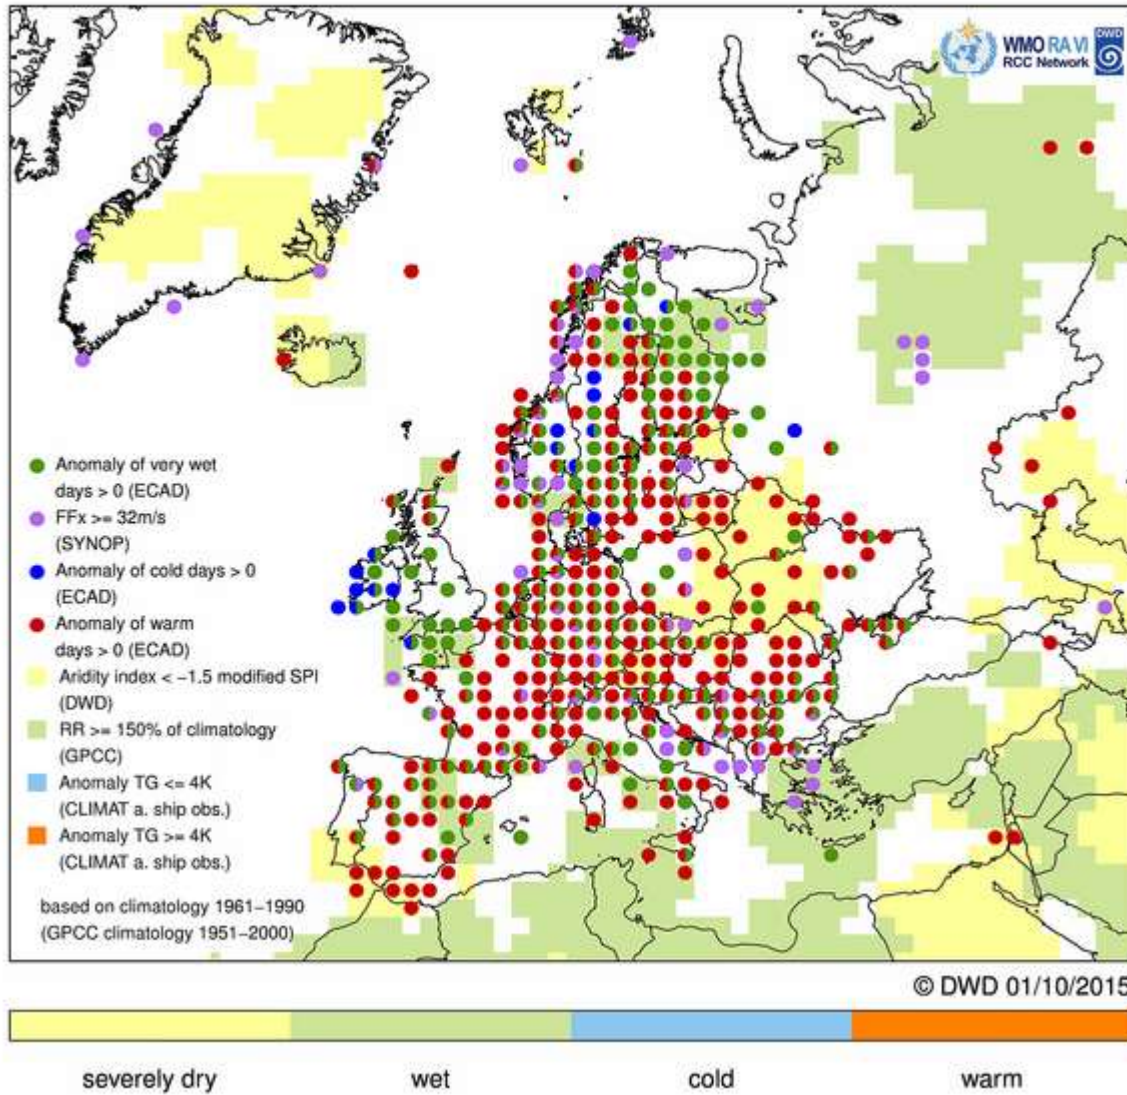 WMO RA VI
RCC Network
DWD
Anomaly of very wet
days > 0 (ECAD)
FFx >= 32m/s
(SYNOP)
Anomaly of cold days > 0
(ECAD)
Anomaly of warm
days > 0 (ECAD)
Aridity index < −1.5 modified SPI
(DWD)
RR >= 150% of climatology
(GPCC)
Anomaly TG <= 4K
(CLIMAT a. ship obs.)
Anomaly TG >= 4K
(CLIMAT a. ship obs.)
based on climatology 1961−1990
(GPCC climatology 1951−2000)
© DWD 01/10/2015
severely dry wet cold warm